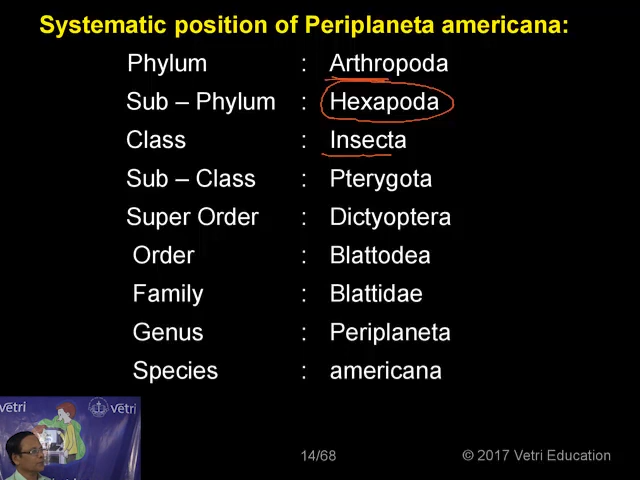 Systematic position of Periplaneta americana:
Phylum : Arthropoda
Sub – Phylum : Hexapoda
Class : Insecta
Sub – Class : Pterygota
Super Order : Dictyoptera
Order : Blattodea
Family : Blattidae
Genus : Periplaneta
Species : americana
vetri vetri
14/68 © 2017 Vetri Education